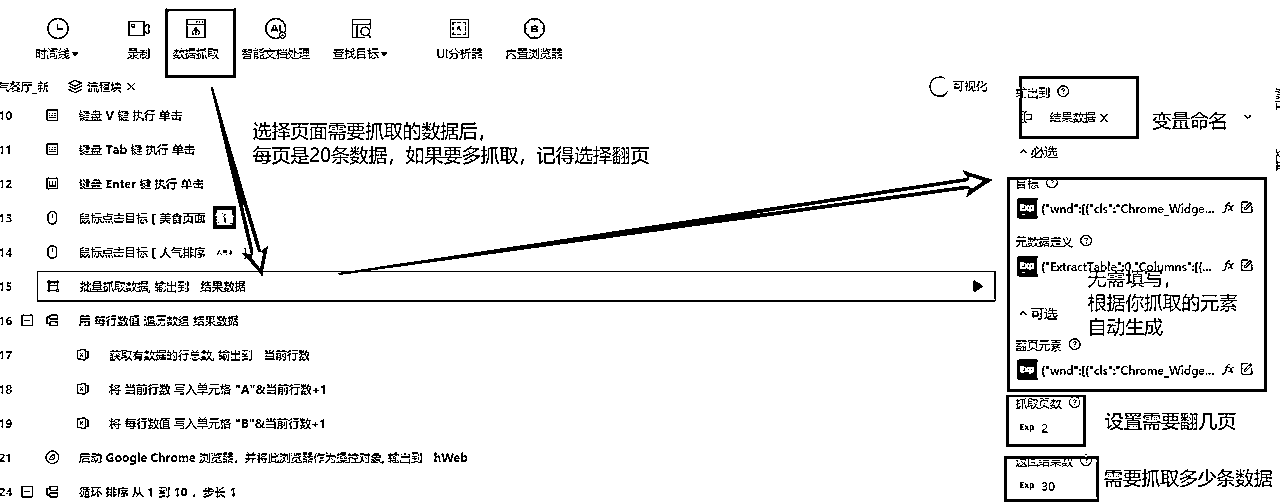 时间线
录制
数据抓取
智能文档处理
查找目标
UI分析器
内置浏览器
气餐厅_新
流程块 ×
可视化
10 键盘 V 键 执行 单击
11 键盘 Tab 键 执行 单击
12 键盘 Enter 键 执行 单击
13 鼠标点击目标 [ 美食页面
14 鼠标点击目标 [ 人气排序
15 批量抓取数据, 输出到 结果数据
16 用 每行数值 遍历数组 结果数据
17 获取有数据的行总数, 输出到 当前行数
18 将 当前行数 写入单元格 "A"&当前行数+1
19 将 每行数值 写入单元格 "B"&当前行数+1
21 启动 Google Chrome 浏览器，并将此浏览器作为操控对象, 输出到 hWeb
24 循环 排序 从 1 到 10 ，步长 1
选择页面需要抓取的数据后，
每页是20条数据，如果要多抓取，记得选择翻页
输出到
结果数据 ×
变量命名
必选
目标
Exp {"wnd":[{"cls":"Chrome_Widge... fx
元数据定义
Exp {"ExtractTable":0,"Columns":[{... fx
无需填写，
根据你抓取的元素
自动生成
可选
翻页元素
Exp {"wnd":[{"cls":"Chrome_Widge... fx
抓取页数
Exp 2
设置需要翻几页
返回结果数
Exp 30
需要抓取多少条数据